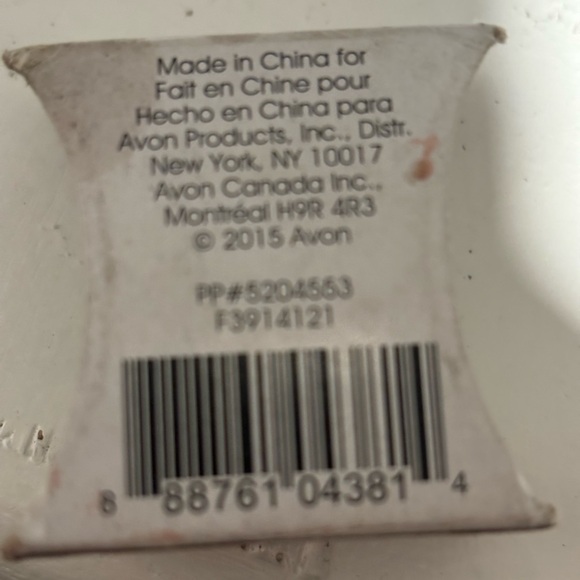 Made in China for
Fait en Chine pour
Hecho en China para
Avon Products, Inc., Distr.
New York, NY 10017
Avon Canada Inc.,
Montréal H9R 4R3
© 2015 Avon
PP#5204553
F3914121
8 88761 04381 4